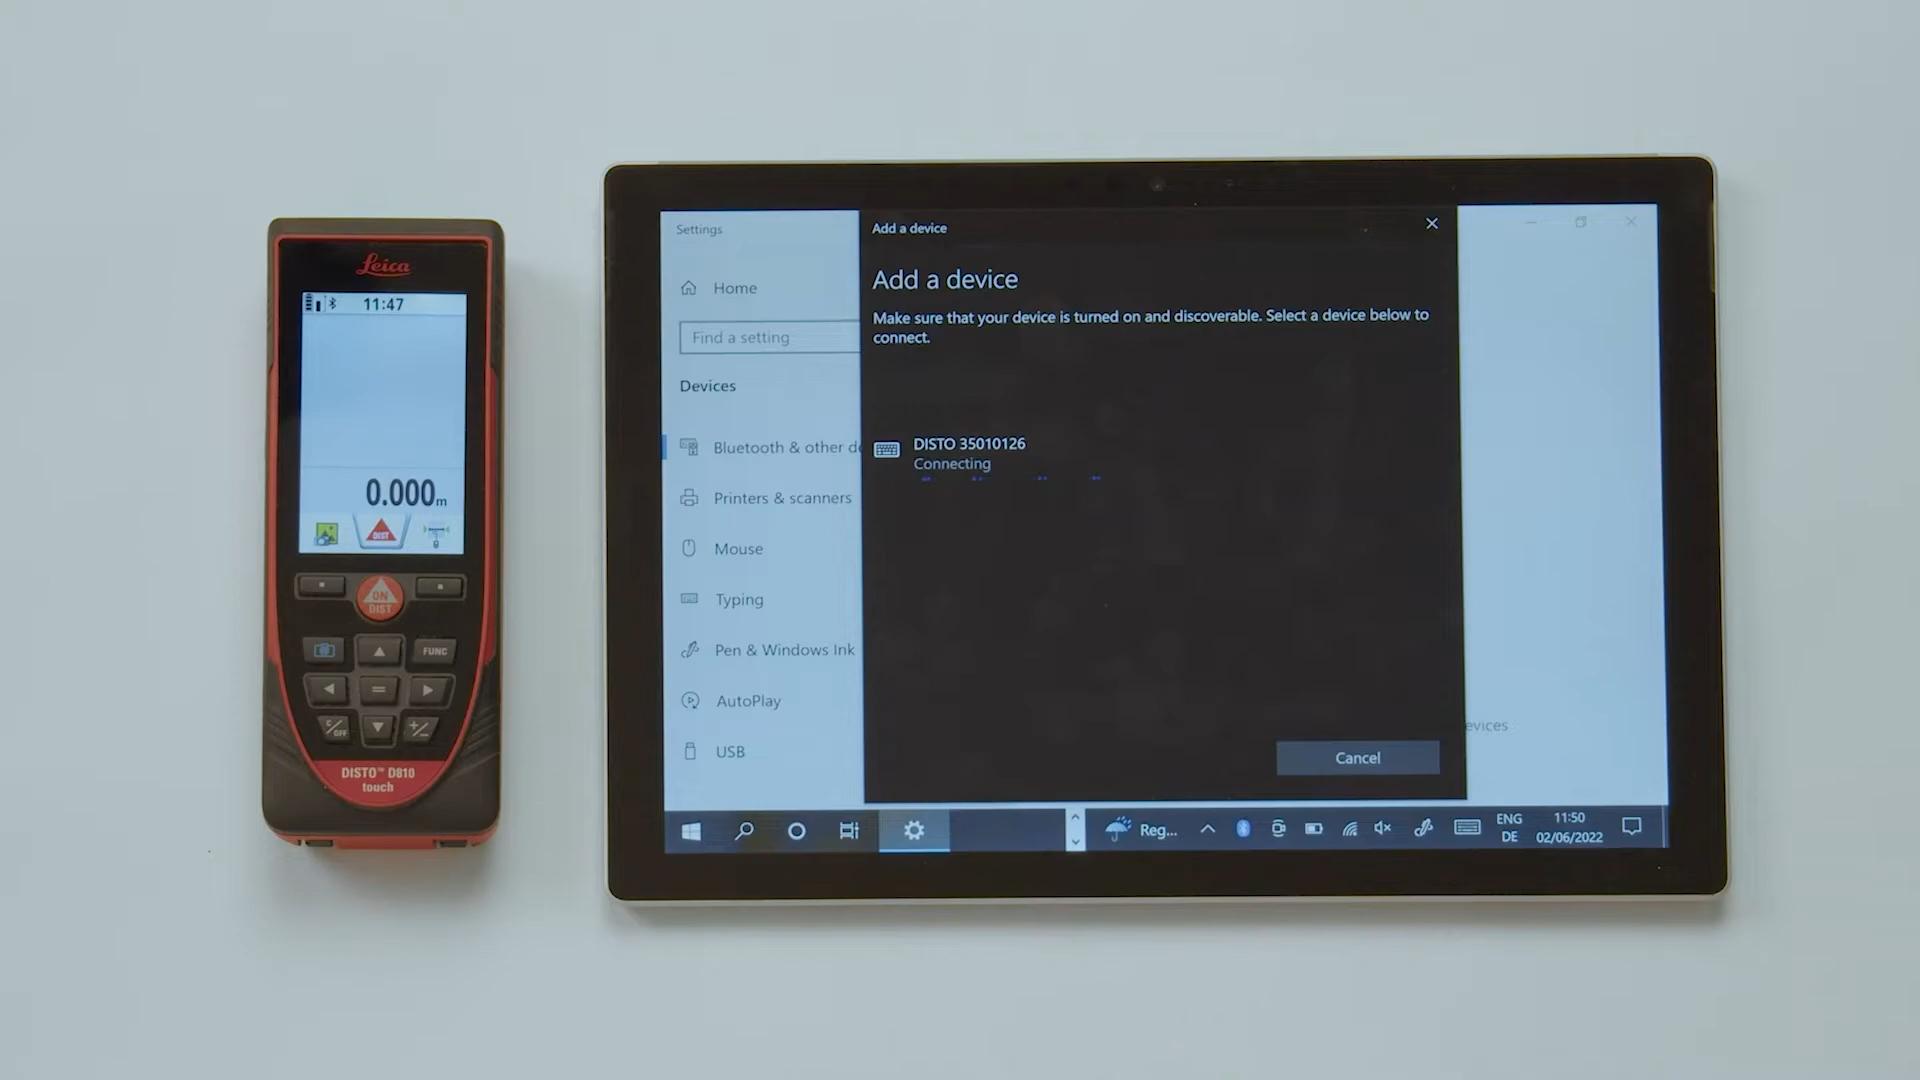 Leica
11:47
0.000m
DIST
ON
DIST
FUNC
C/OFF
DISTO™ D810
touch
Settings
Home
Find a setting
Devices
Bluetooth & other de
Printers & scanners
Mouse
Typing
Pen & Windows Ink
AutoPlay
USB
Add a device
Add a device
Make sure that your device is turned on and discoverable. Select a device below to
connect.
DISTO 35010126
Connecting
Cancel
evices
Reg...
ENG
DE
11:50
02/06/2022